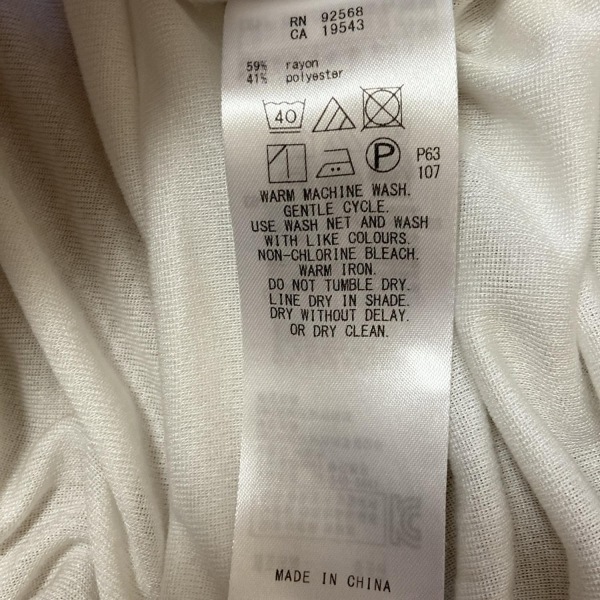 RN 92568
CA 19543
59% rayon
41% polyester
40
P P63
107
WARM MACHINE WASH.
GENTLE CYCLE.
USE WASH NET AND WASH
WITH LIKE COLOURS.
NON-CHLORINE BLEACH.
WARM IRON.
DO NOT TUMBLE DRY.
LINE DRY IN SHADE.
DRY WITHOUT DELAY.
OR DRY CLEAN.
MADE IN CHINA